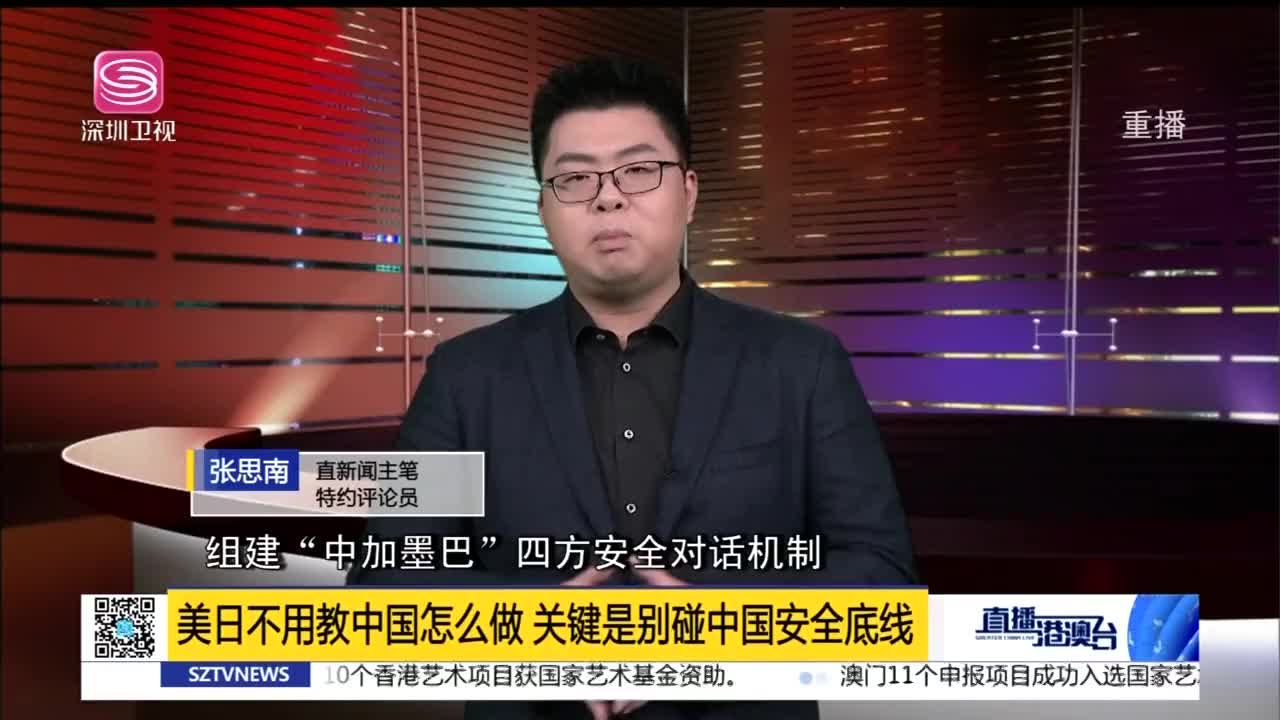 深圳卫视
重播
张思南
直新闻主笔
特约评论员
组建“中加墨巴”四方安全对话机制
美日不用教中国怎么做 关键是别碰中国安全底线
直播港澳台
GREATER CHINA LIVE
SZTVNEWS
10个香港艺术项目获国家艺术基金资助。
澳门11个申报项目成功入选国家艺